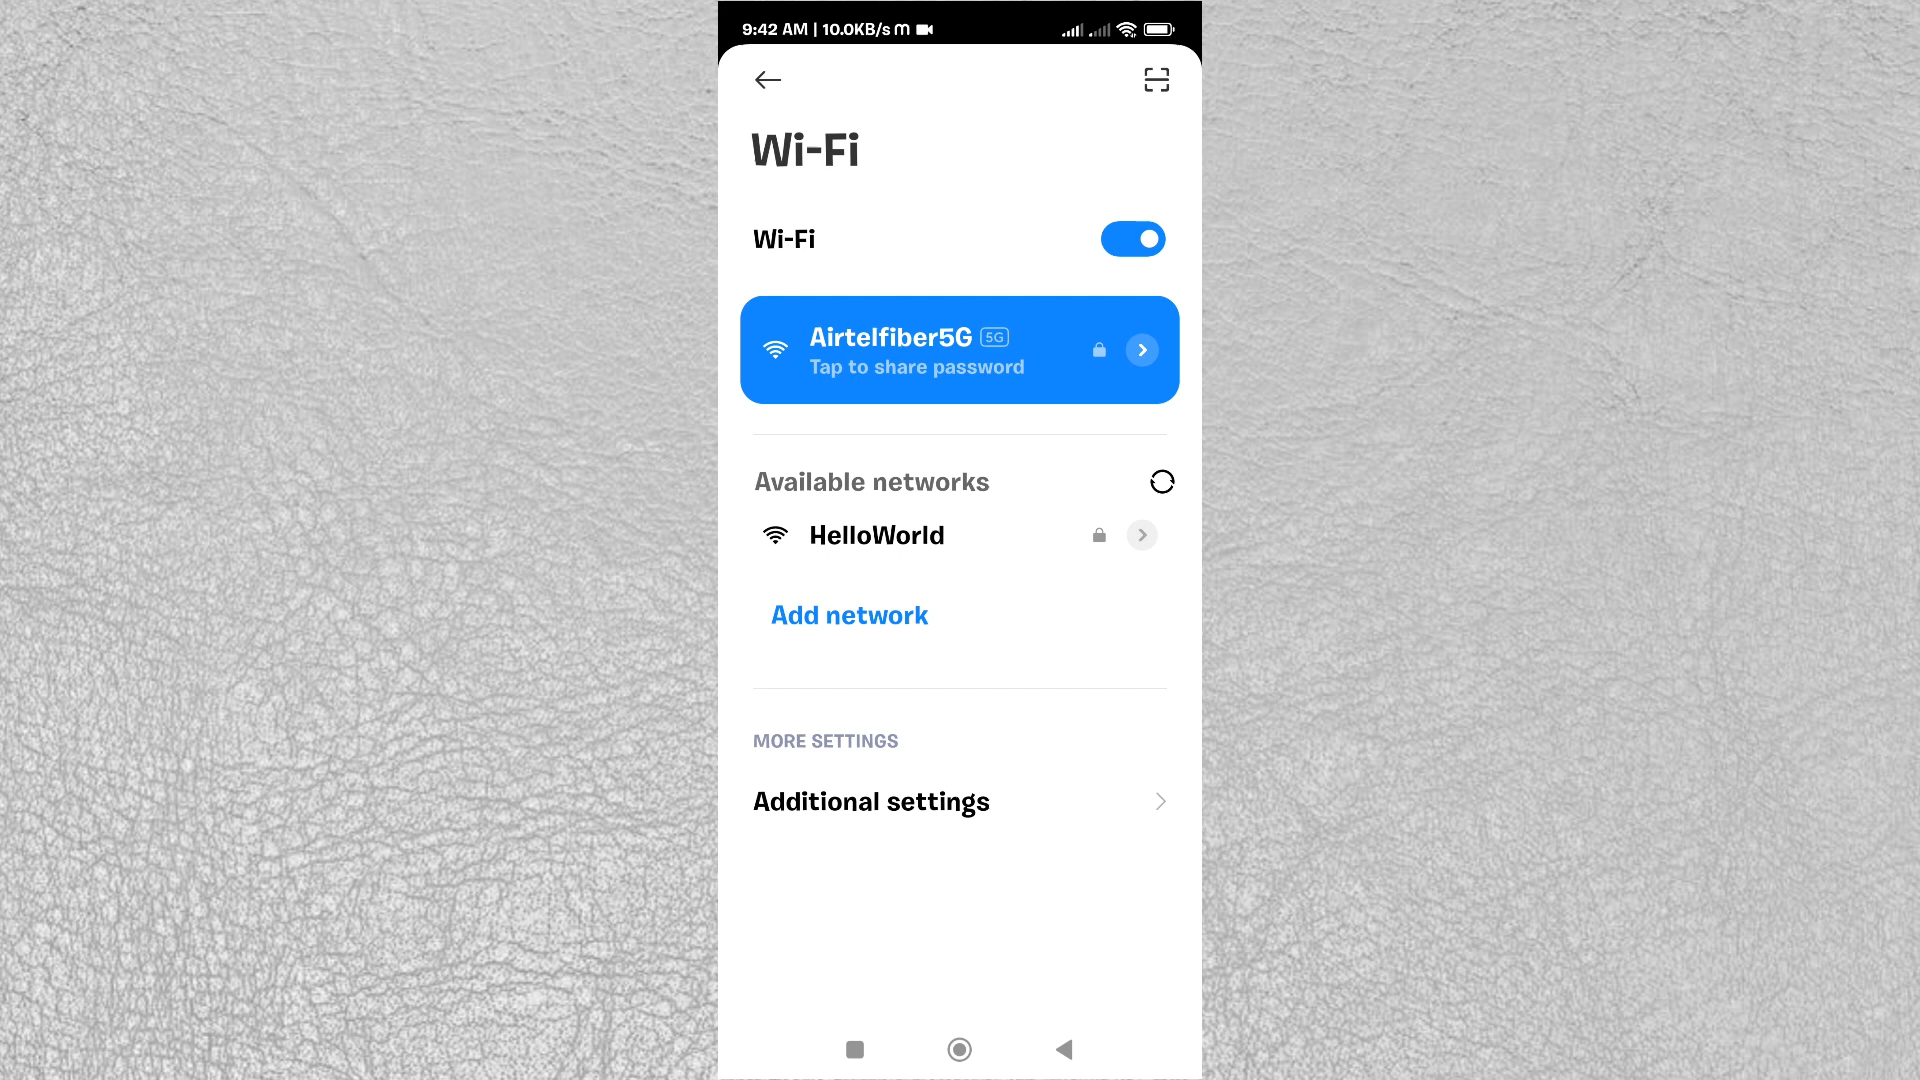 9:42 AM | 10.0KB/s
Wi-Fi
Wi-Fi
Airtelfiber5G 5G
Tap to share password
Available networks
HelloWorld
Add network
MORE SETTINGS
Additional settings